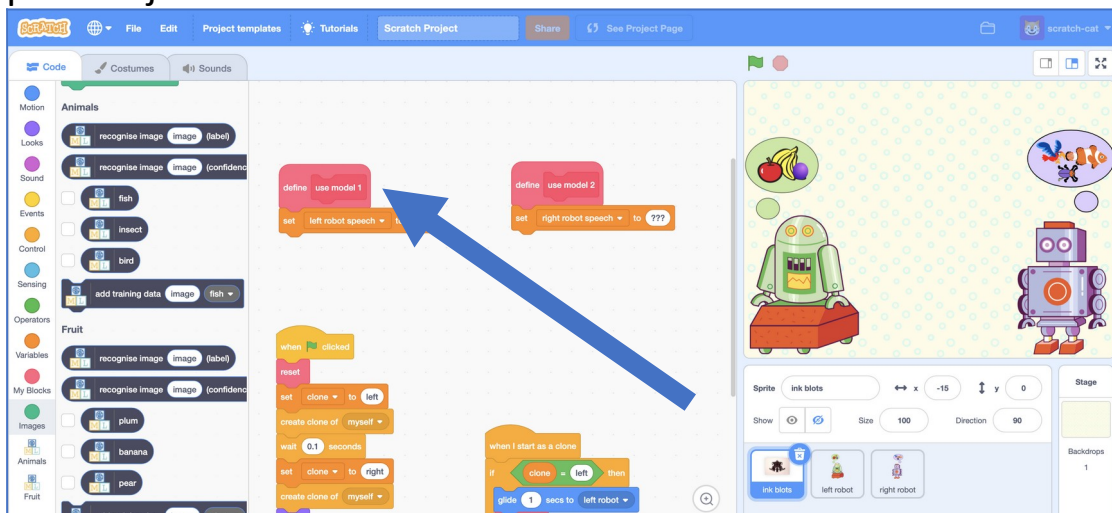 SCRATCH File Edit Project templates Tutorials Scratch Project Share See Project Page scratch-cat
Code Costumes Sounds
Motion
Looks
Sound
Events
Control
Sensing
Operators
Variables
My Blocks
Images
Animals
Fruit
Animals
recognise image image (label)
recognise image image (confidenc
fish
insect
bird
add training data image fish
Fruit
recognise image image (label)
recognise image image (confidenc
plum
banana
pear
define use model 1
set left robot speech
define use model 2
set right robot speech to ???
when clicked
reset
set clone to left
create clone of myself
wait 0.1 seconds
set clone to right
create clone of myself
when I start as a clone
if clone = left then
glide 1 secs to left robot
Sprite ink blots x -15 y 0
Show Size 100 Direction 90
ink blots left robot right robot
Stage
Backdrops
1